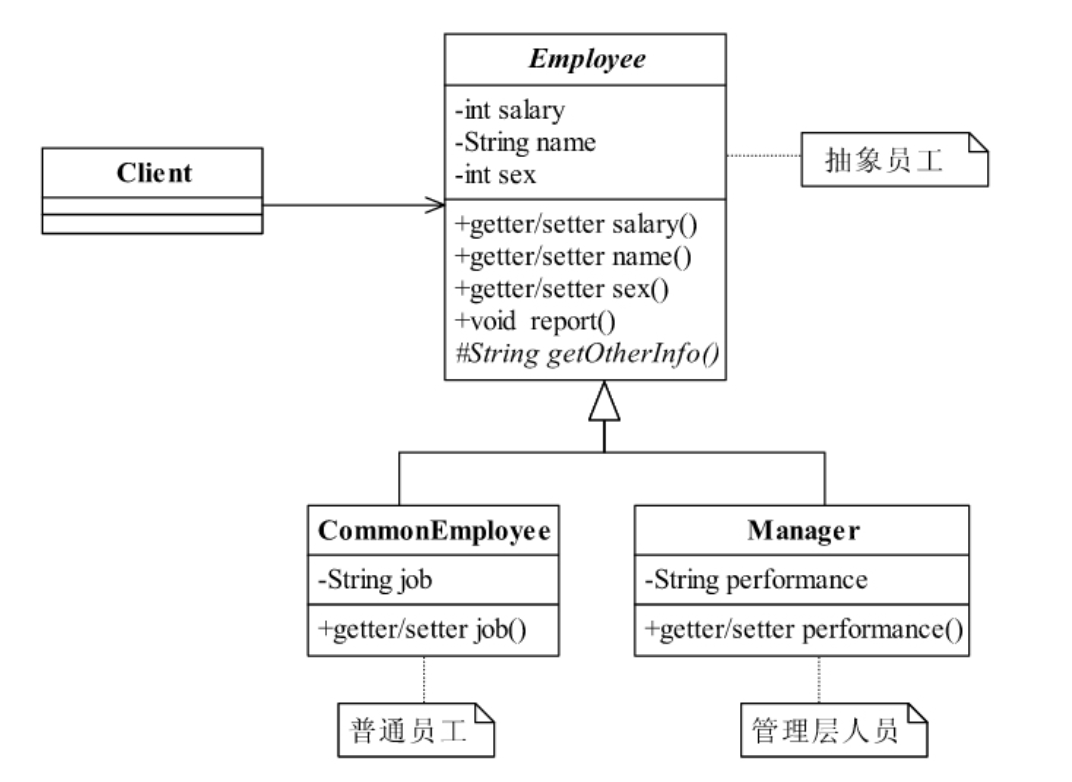 Employee
-int salary
-String name
-int sex
+getter/setter salary()
+getter/setter name()
+getter/setter sex()
+void  report()
#String getOtherInfo()
抽象员工
Client
CommonEmployee
-String job
+getter/setter job()
普通员工
Manager
-String performance
+getter/setter performance()
管理层人员